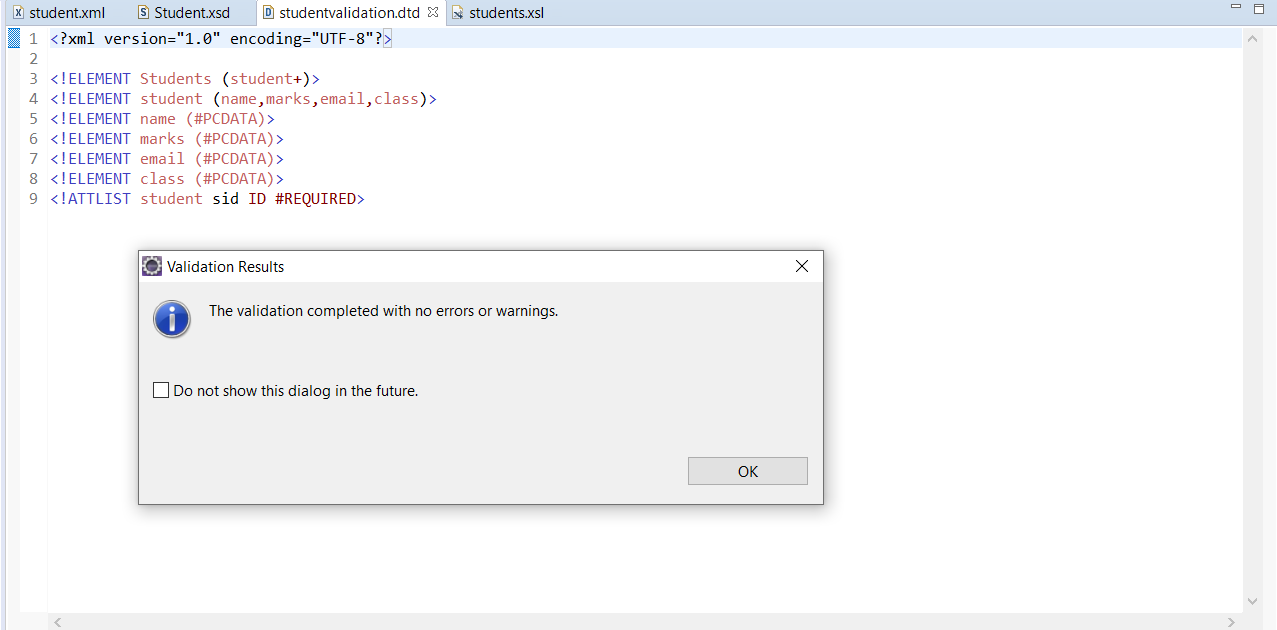 student.xml Student.xsd studentvalidation.dtd students.xsl
1 <?xml version="1.0" encoding="UTF-8"?>
2
3 <!ELEMENT Students (student+)>
4 <!ELEMENT student (name,marks,email,class)>
5 <!ELEMENT name (#PCDATA)>
6 <!ELEMENT marks (#PCDATA)>
7 <!ELEMENT email (#PCDATA)>
8 <!ELEMENT class (#PCDATA)>
9 <!ATTLIST student sid ID #REQUIRED>
Validation Results
The validation completed with no errors or warnings.
Do not show this dialog in the future.
OK